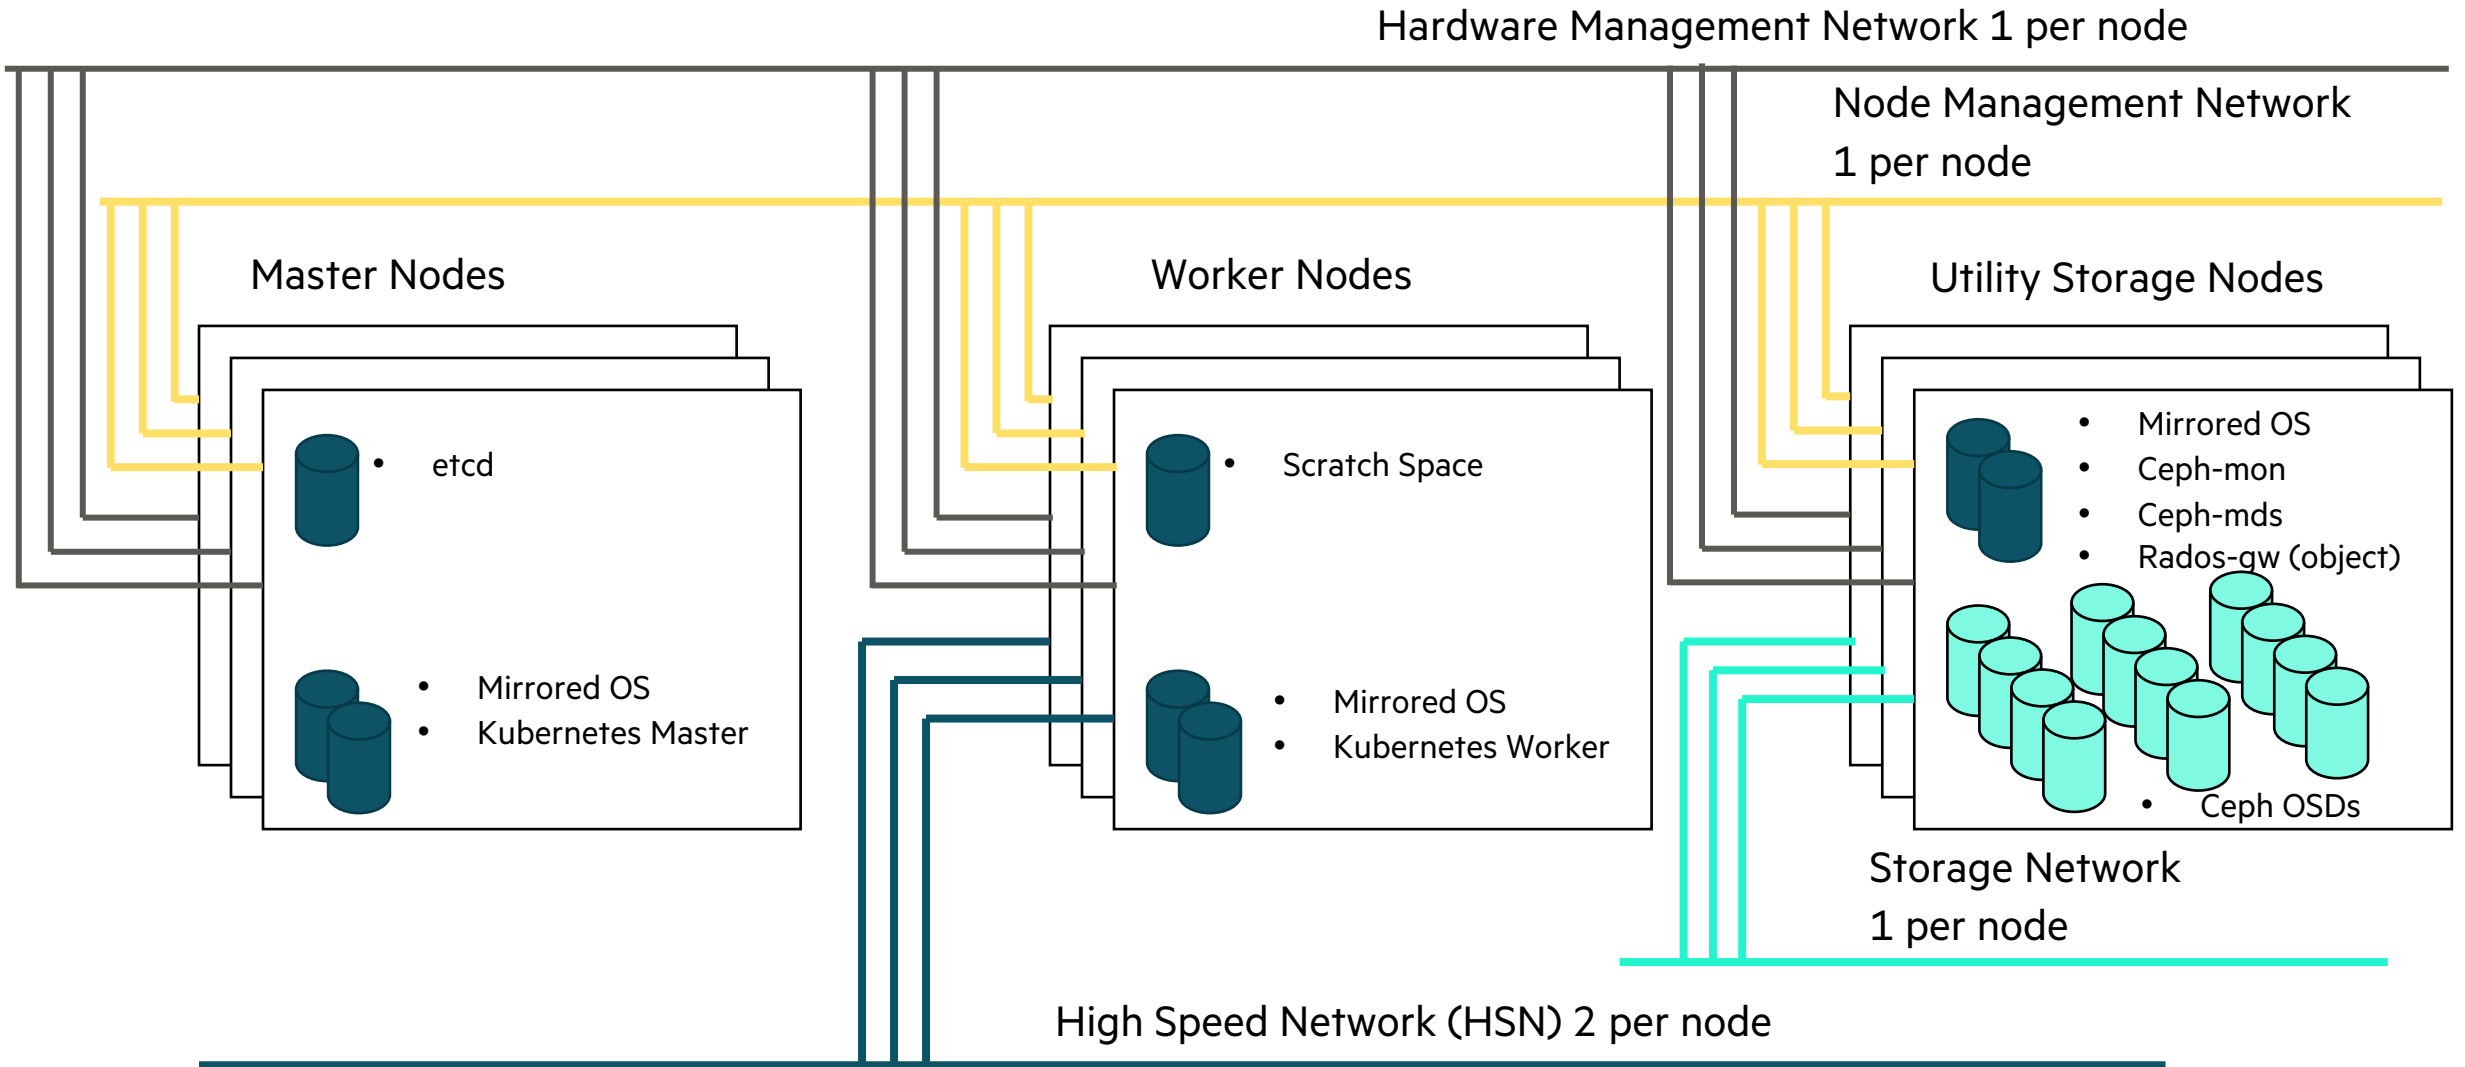 Hardware Management Network 1 per node
Node Management Network
1 per node
Master Nodes
Worker Nodes
Utility Storage Nodes
• etcd
• Mirrored OS
• Kubernetes Master
• Scratch Space
• Mirrored OS
• Kubernetes Worker
• Mirrored OS
• Ceph-mon
• Ceph-mds
• Rados-gw (object)
• Ceph OSDs
Storage Network
1 per node
High Speed Network (HSN) 2 per node